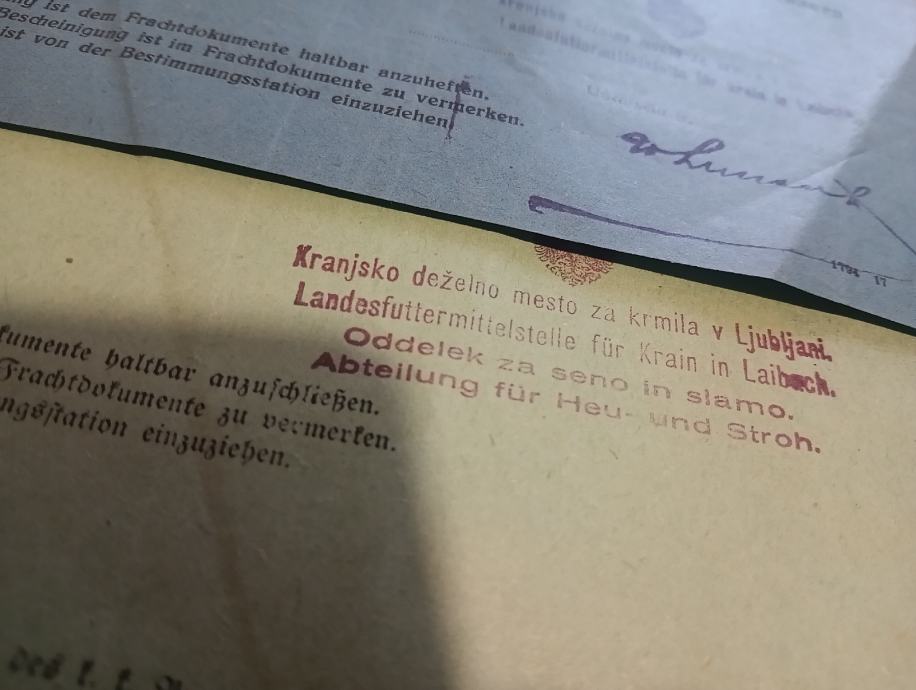 ist dem Frachtdokumente haltbar anzuheften.
Bescheinigung ist im Frachtdokumente zu vermerken.
ist von der Bestimmungsstation einzuziehen.
Kranjsko deželno mesto za krmila v Ljubljani.
Landesfuttermittelstelle für Krain in Laibach.
Oddelek za seno in slamo.
Abteilung für Heu- und Stroh.
kumente haltbar anzuſchließen.
Frachtdokumente zu vermerken.
ngsſtation einzuziehen.
des k. k.